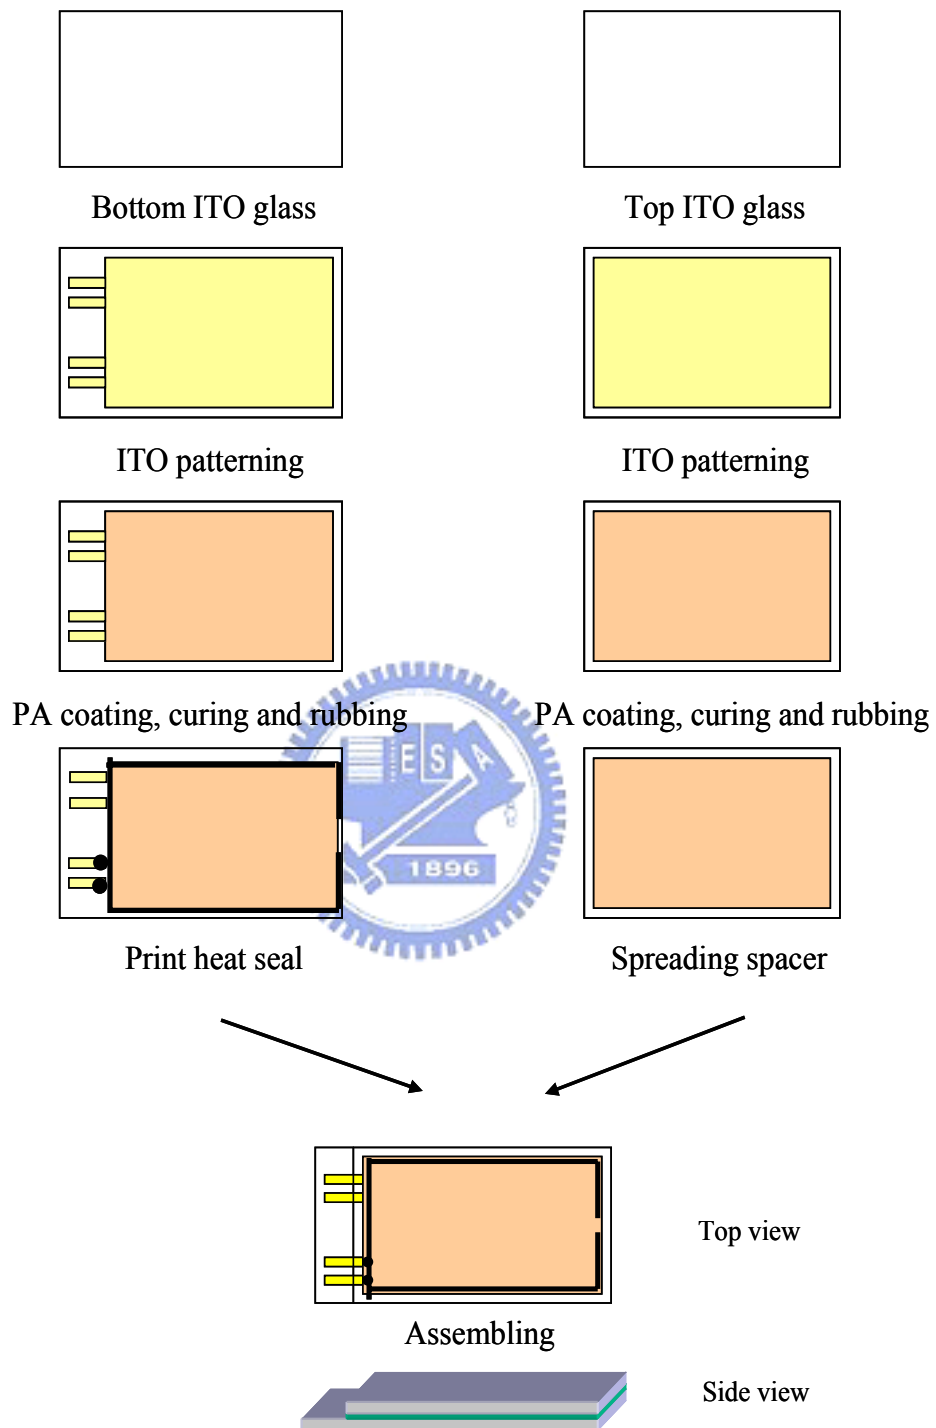 Bottom ITO glass
Top ITO glass
ITO patterning
ITO patterning
PA coating, curing and rubbing
PA coating, curing and rubbing
E S A
1896
Print heat seal
Spreading spacer
Top view
Assembling
Side view